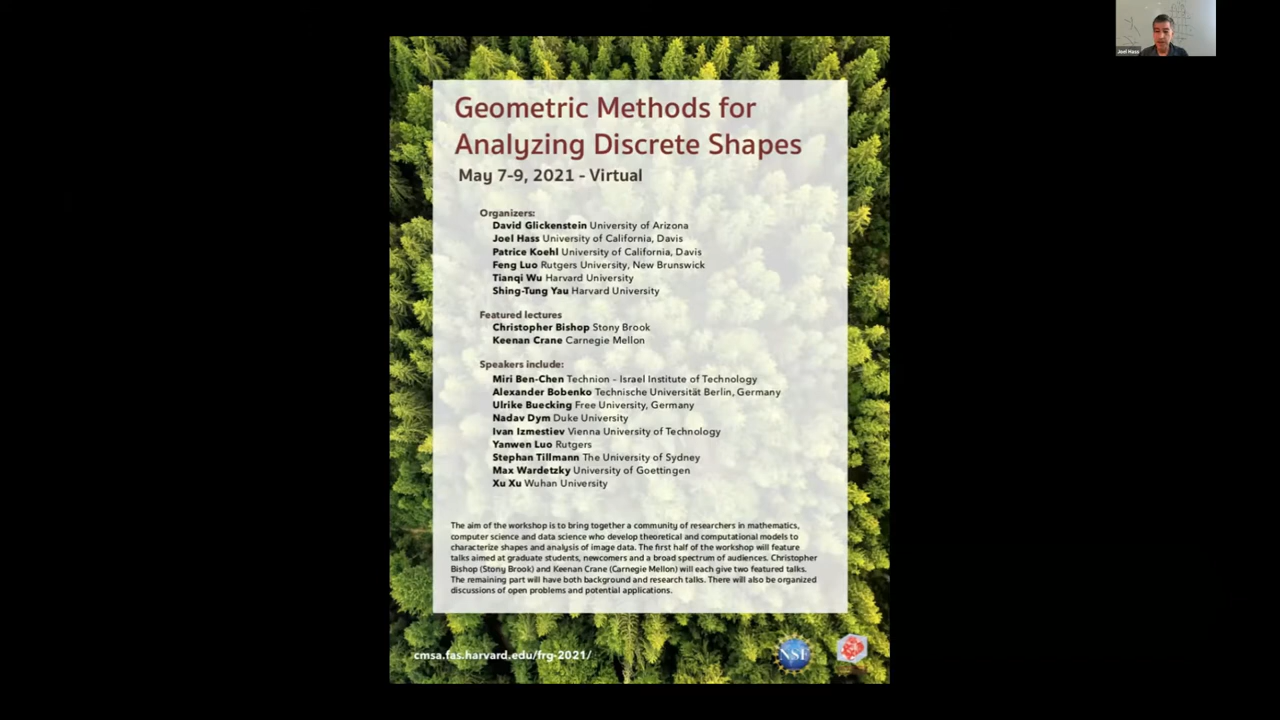 Geometric Methods for
Analyzing Discrete Shapes
May 7-9, 2021 - Virtual
Organizers:
David Glickenstein University of Arizona
Joel Hass University of California, Davis
Patrice Koehl University of California, Davis
Feng Luo Rutgers University, New Brunswick
Tianqi Wu Harvard University
Shing-Tung Yau Harvard University
Featured lectures
Christopher Bishop Stony Brook
Keenan Crane Carnegie Mellon
Speakers include:
Miri Ben-Chen Technion – Israel Institute of Technology
Alexander Bobenko Technische Universität Berlin, Germany
Ulrike Buecking Free University, Germany
Nadav Dym Duke University
Ivan Izmestiev Vienna University of Technology
Yanwen Luo Rutgers
Stephan Tillmann The University of Sydney
Max Wardetzky University of Goettingen
Xu Xu Wuhan University
The aim of the workshop is to bring together a community of researchers in mathematics,
computer science and data science who develop theoretical and computational models to
characterize shapes and analysis of image data. The first half of the workshop will feature
talks aimed at graduate students, newcomers and a broad spectrum of audiences. Christopher
Bishop (Stony Brook) and Keenan Crane (Carnegie Mellon) will each give two featured talks.
The remaining part will have both background and research talks. There will also be organized
discussions of open problems and potential applications.
cmsa.fas.harvard.edu/frg-2021/
NSF
Joel Hass